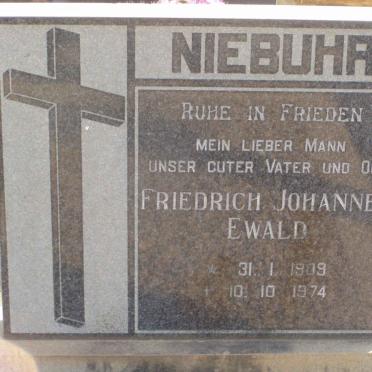 NIEBUHR
RUHE IN FRIEDEN
MEIN LIEBER MANN
UNSER GUTER VATER UND
FRIEDRICH JOHANNE
EWALD
* 31. 1. 1909
+ 10. 10. 1974